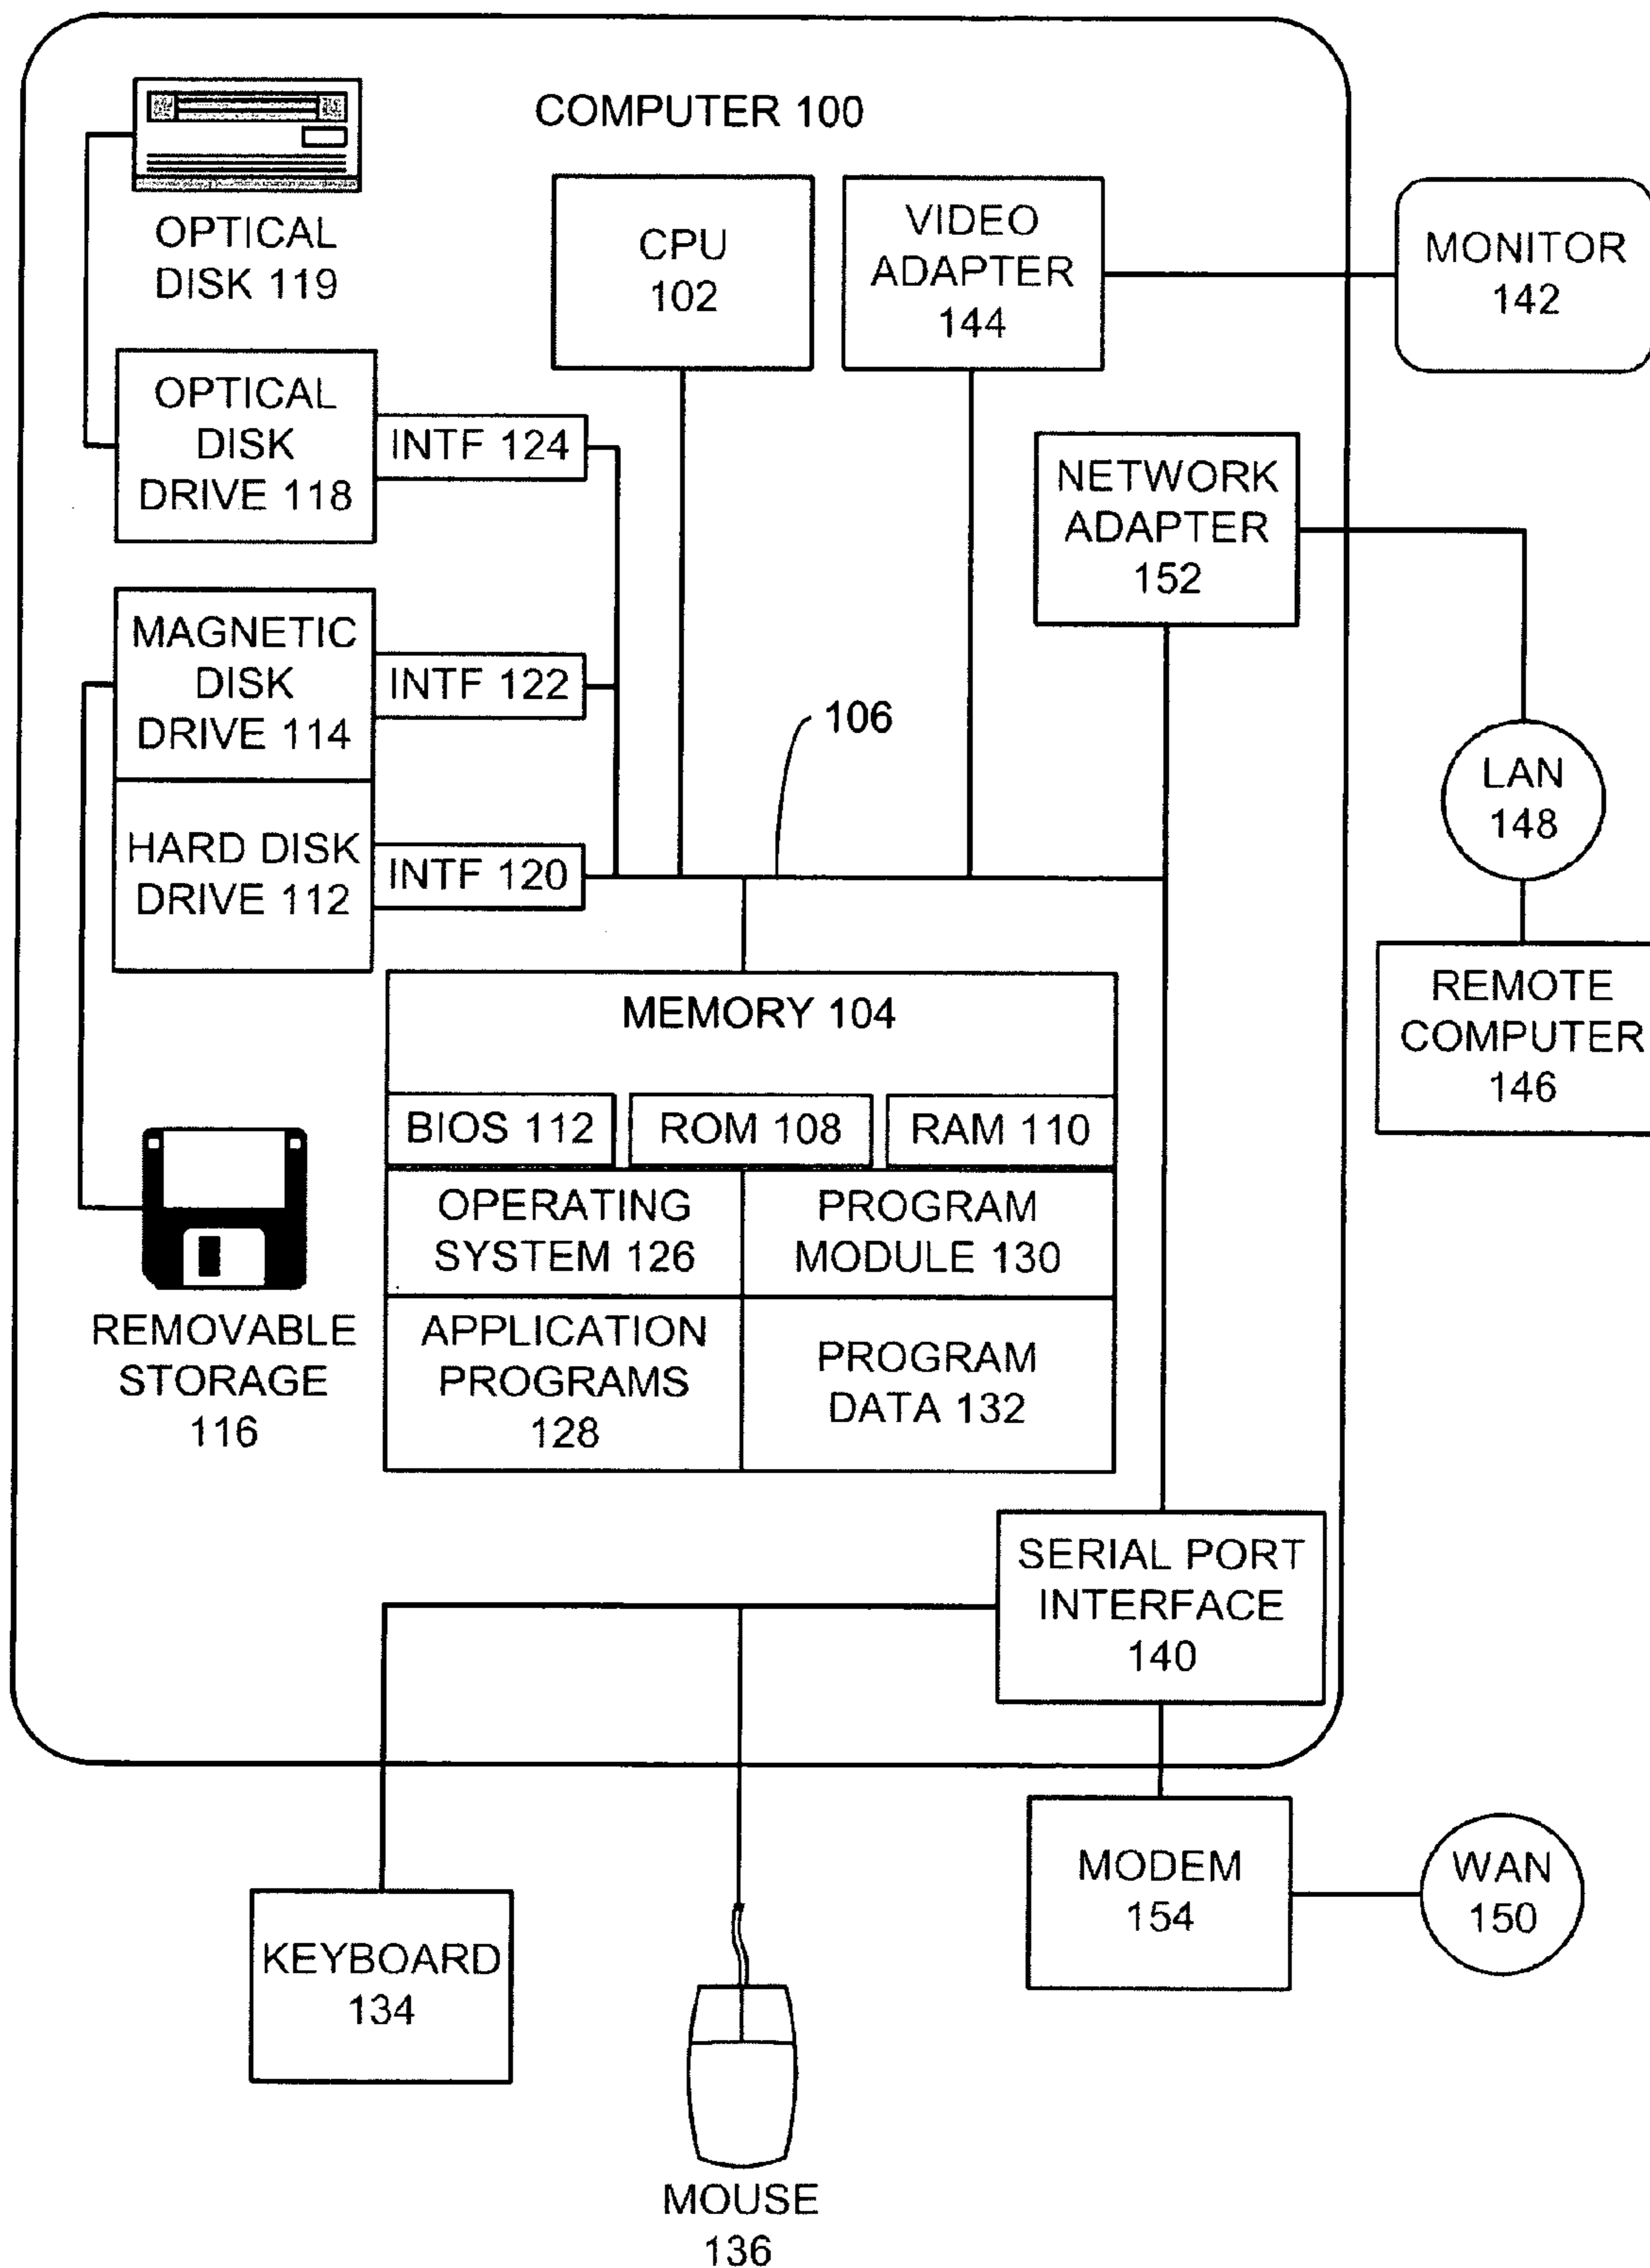 COMPUTER 100
OPTICAL
DISK 119
CPU
102
VIDEO
ADAPTER
144
MONITOR
142
OPTICAL
DISK
DRIVE 118
INTF 124
NETWORK
ADAPTER
152
MAGNETIC
DISK
DRIVE 114
INTF 122
106
LAN
148
HARD DISK
DRIVE 112
INTF 120
REMOTE
COMPUTER
146
MEMORY 104
BIOS 112
ROM 108
RAM 110
OPERATING
SYSTEM 126
PROGRAM
MODULE 130
APPLICATION
PROGRAMS
128
PROGRAM
DATA 132
REMOVABLE
STORAGE
116
SERIAL PORT
INTERFACE
140
MODEM
154
WAN
150
KEYBOARD
134
MOUSE
136